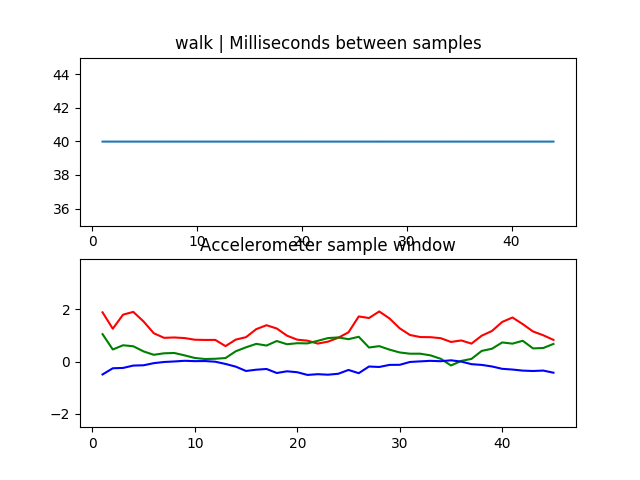 walk | Milliseconds between samples
44
42
40
38
36
0 10 20 30 40
Accelerometer sample window
2
0
−2
0 10 20 30 40